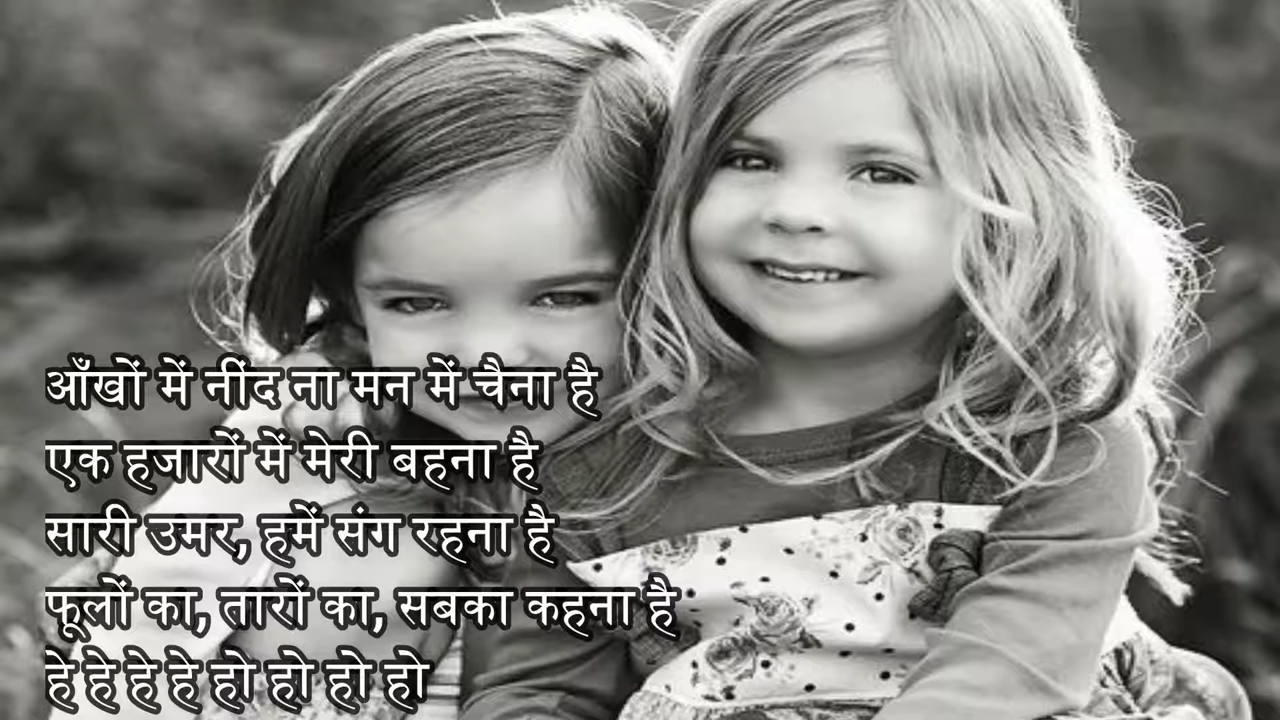 आँखों में नींद ना मन में चैना है
एक हजारों में मेरी बहना है
सारी उमर, हमें संग रहना है
फूलों का, तारों का, सबका कहना है
हे हे हे हे हो हो हो हो